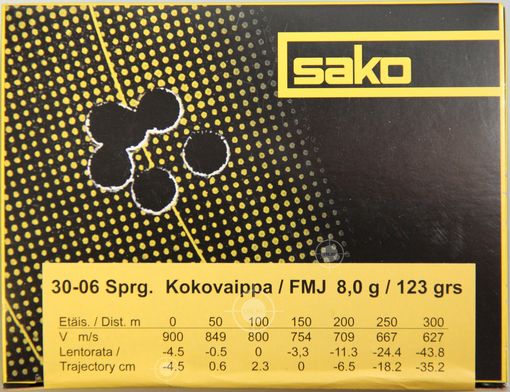 sako
30-06 Sprg. Kokovaippa / FMJ 8,0 g / 123 grs
Etäis. / Dist. m 0 50 100 150 200 250 300
V m/s 900 849 800 754 709 667 627
Lentorata / -4.5 -0.5 0 -3,3 -11.3 -24.4 -43.8
Trajectory cm -4.5 0.6 2.3 0 -6.5 -18.2 -35.2